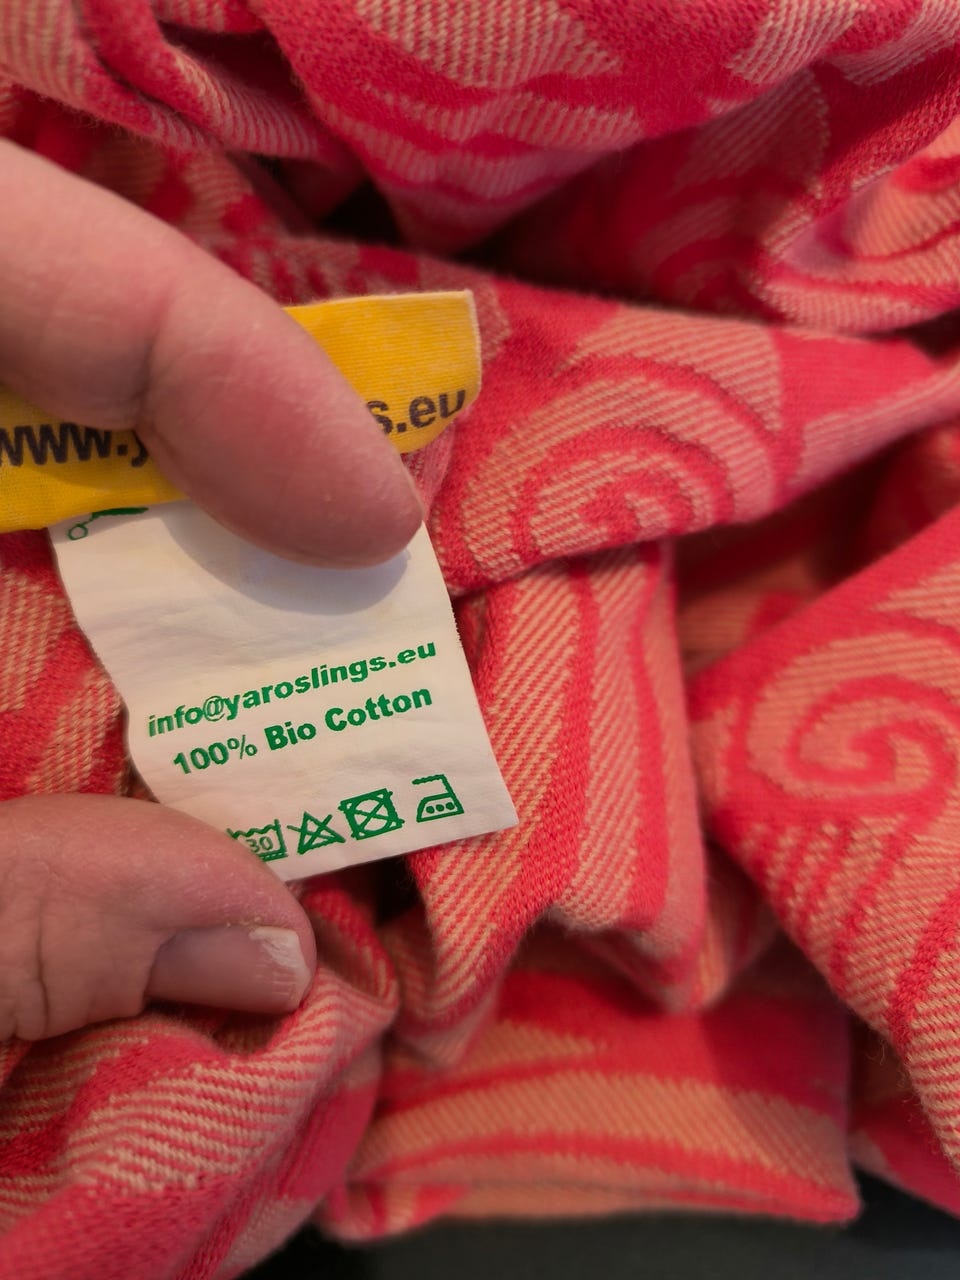 www.
s.eu
info@yaroslings.eu
100% Bio Cotton
30